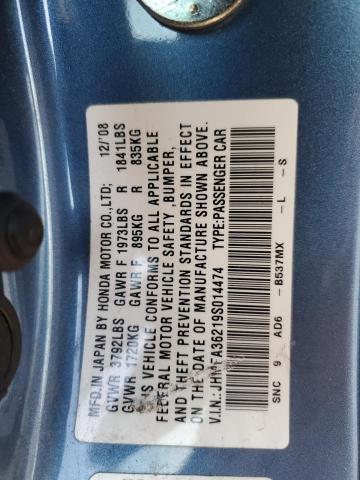 MFD.IN JAPAN BY HONDA MOTOR CO.,LTD; 12/'08
GVWR 3792LBS GAWR F 1973LBS R 1841LBS
GVWR 1720KG GAWR F 895KG R 835KG
THIS VEHICLE CONFORMS TO ALL APPLICABLE
FEDERAL MOTOR VEHICLE SAFETY ,BUMPER,
AND THEFT PREVENTION STANDARDS IN EFFECT
ON THE DATE OF MANUFACTURE SHOWN ABOVE.
V.I.N.:JHMFA36219S014474 TYPE:PASSENGER CAR
SNC 9 AD6 - B537MX - L - S